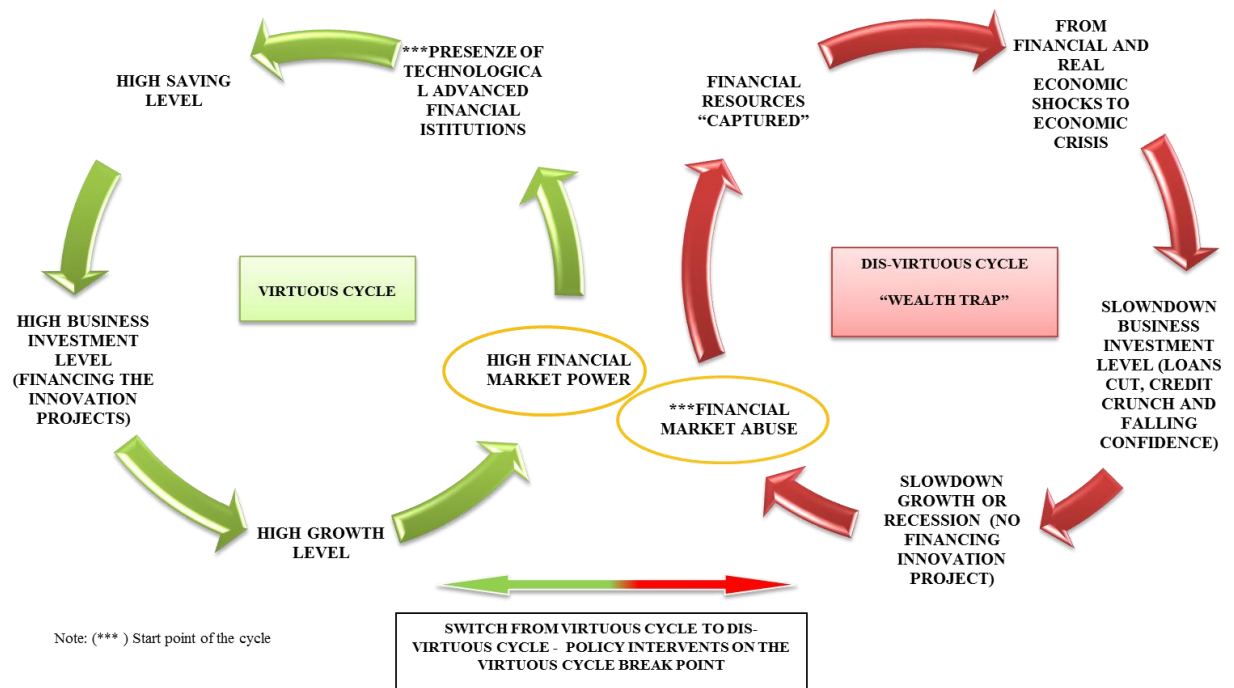 ***PRESENZE OF
TECHNOLOGICA
L ADVANCED
FINANCIAL
ISTITUTIONS
HIGH SAVING
LEVEL
HIGH BUSINESS
INVESTMENT
LEVEL
(FINANCING THE
INNOVATION
PROJECTS)
HIGH GROWTH
LEVEL
HIGH FINANCIAL
MARKET POWER
VIRTUOUS CYCLE
***FINANCIAL
MARKET ABUSE
FINANCIAL
RESOURCES
“CAPTURED”
FROM
FINANCIAL AND
REAL
ECONOMIC
SHOCKS TO
ECONOMIC
CRISIS
SLOWNDOWN
BUSINESS
INVESTMENT
LEVEL (LOANS
CUT, CREDIT
CRUNCH AND
FALLING
CONFIDENCE)
SLOWDOWN
GROWTH OR
RECESSION (NO
FINANCING
INNOVATION
PROJECT)
DIS-VIRTUOUS CYCLE
“WEALTH TRAP”
SWITCH FROM VIRTUOUS CYCLE TO DIS-
VIRTUOUS CYCLE - POLICY INTERVENTS ON THE
VIRTUOUS CYCLE BREAK POINT
Note: (*** ) Start point of the cycle